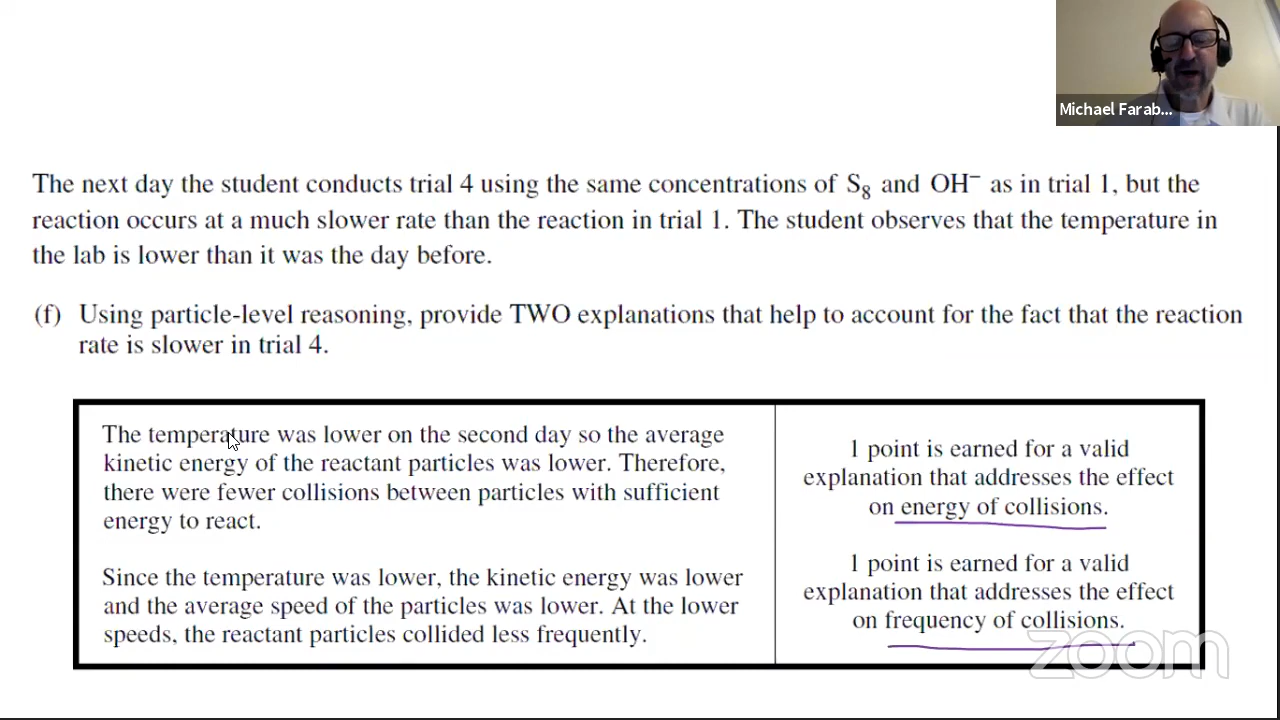 Michael Farab...
The next day the student conducts trial 4 using the same concentrations of S₈ and OH⁻ as in trial 1, but the
reaction occurs at a much slower rate than the reaction in trial 1. The student observes that the temperature in
the lab is lower than it was the day before.
(f) Using particle-level reasoning, provide TWO explanations that help to account for the fact that the reaction
rate is slower in trial 4.
The temperature was lower on the second day so the average
kinetic energy of the reactant particles was lower. Therefore,
there were fewer collisions between particles with sufficient
energy to react.
Since the temperature was lower, the kinetic energy was lower
and the average speed of the particles was lower. At the lower
speeds, the reactant particles collided less frequently.
1 point is earned for a valid
explanation that addresses the effect
on energy of collisions.
1 point is earned for a valid
explanation that addresses the effect
on frequency of collisions.
zoom